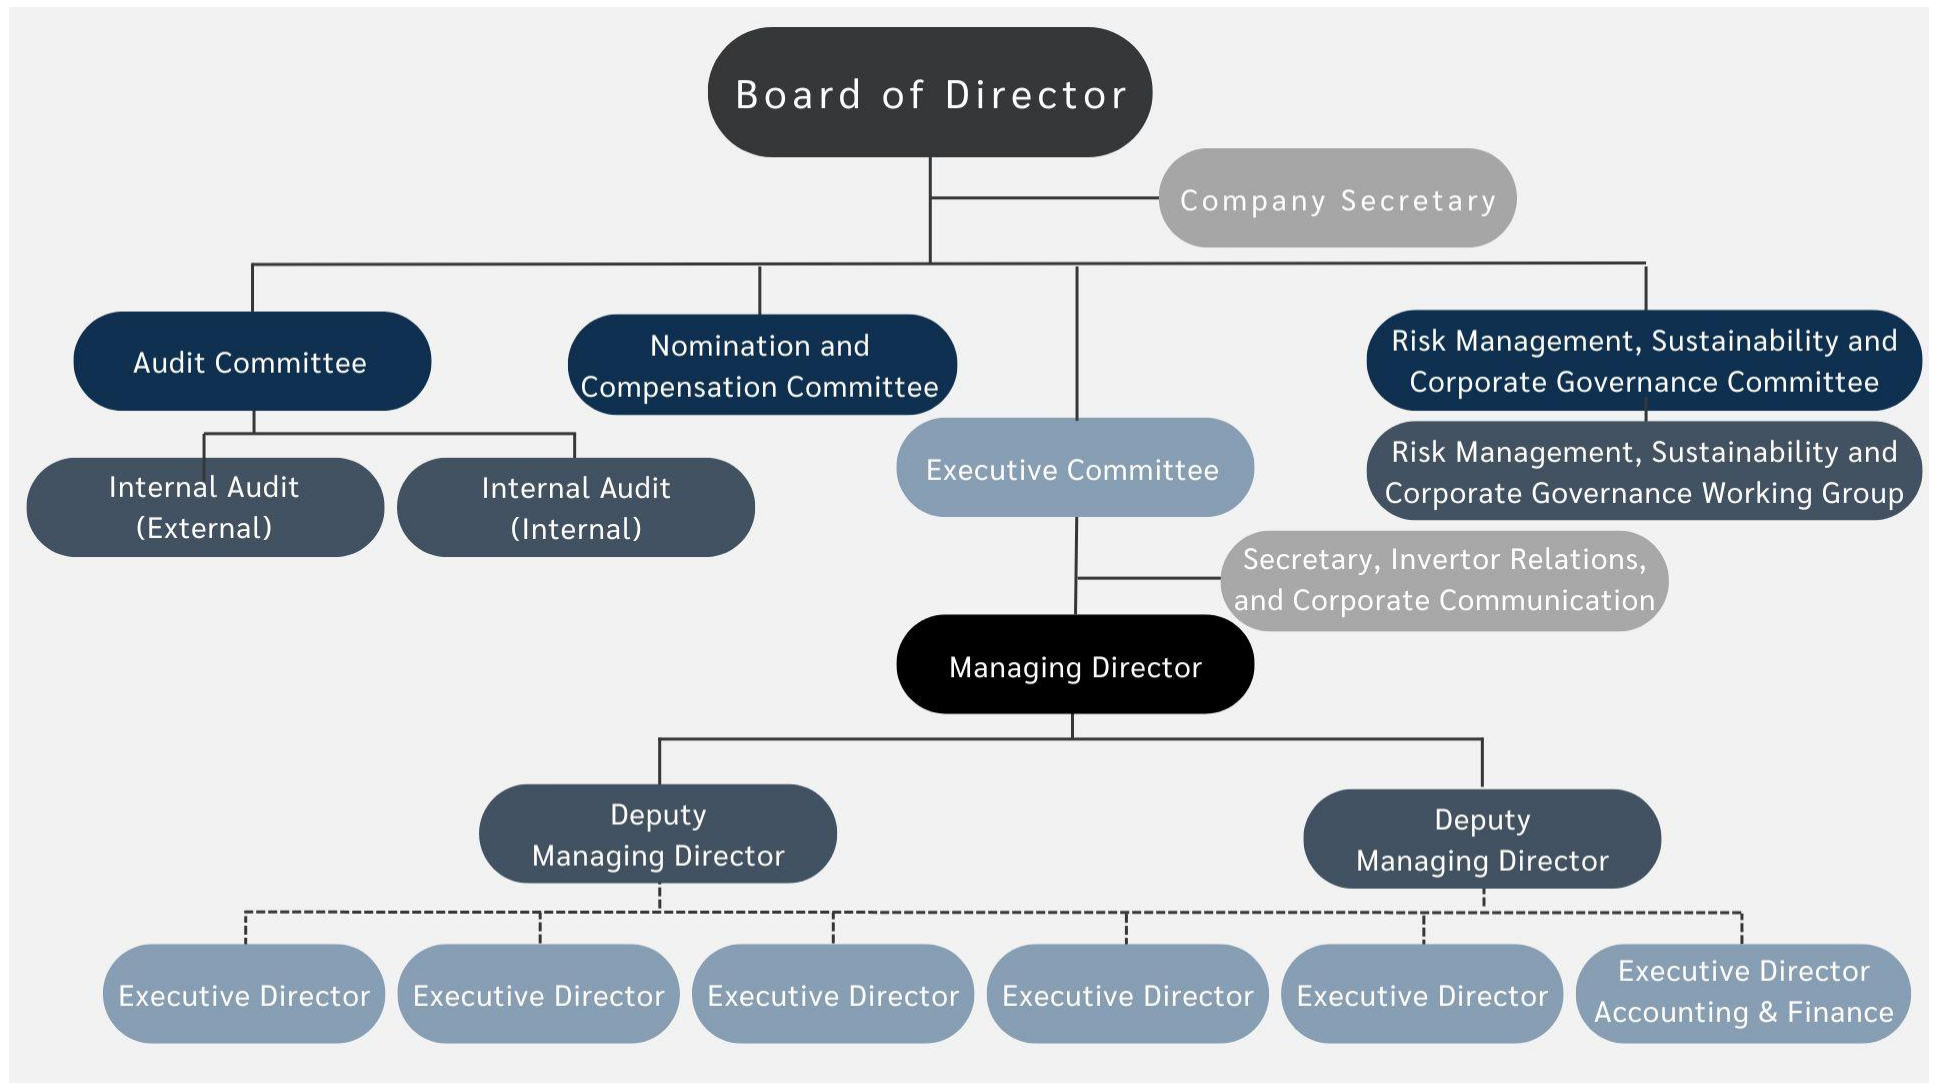 Board of Director
Company Secretary
Audit Committee
Nomination and
Compensation Committee
Risk Management, Sustainability and
Corporate Governance Committee
Executive Committee
Risk Management, Sustainability and
Corporate Governance Working Group
Internal Audit
(External)
Internal Audit
(Internal)
Secretary, Invertor Relations,
and Corporate Communication
Managing Director
Deputy
Managing Director
Deputy
Managing Director
Executive Director
Executive Director
Executive Director
Executive Director
Executive Director
Executive Director
Accounting & Finance